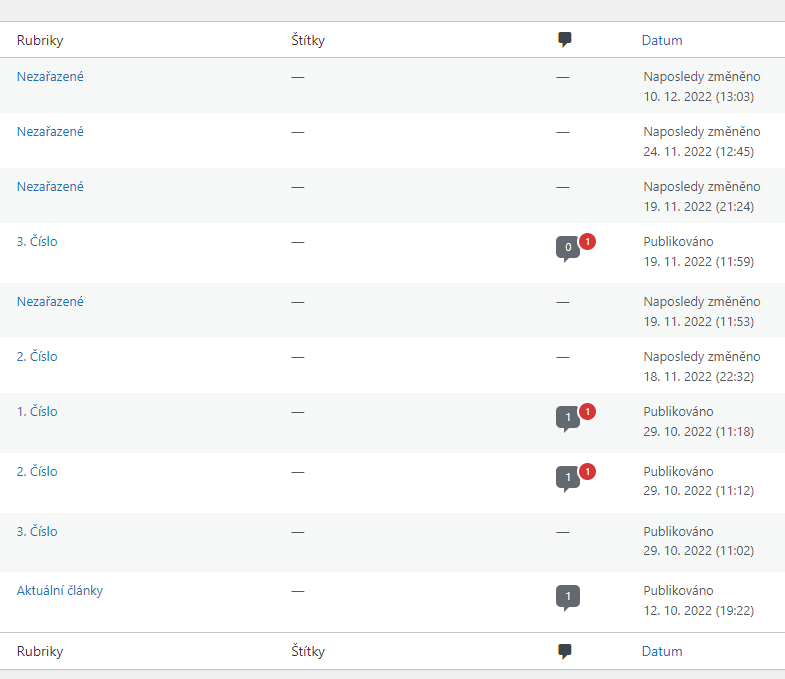 Rubriky Štítky Datum
Nezařazené — — Naposledy změněno
10. 12. 2022 (13:03)
Nezařazené — — Naposledy změněno
24. 11. 2022 (12:45)
Nezařazené — — Naposledy změněno
19. 11. 2022 (21:24)
3. Číslo — 0 1 Publikováno
19. 11. 2022 (11:59)
Nezařazené — — Naposledy změněno
19. 11. 2022 (11:53)
2. Číslo — — Naposledy změněno
18. 11. 2022 (22:32)
1. Číslo — 1 1 Publikováno
29. 10. 2022 (11:18)
2. Číslo — 1 1 Publikováno
29. 10. 2022 (11:12)
3. Číslo — — Publikováno
29. 10. 2022 (11:02)
Aktuální články — 1 Publikováno
12. 10. 2022 (19:22)
Rubriky Štítky Datum